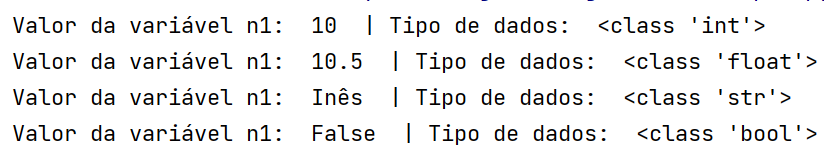 Valor da variável n1:  10  | Tipo de dados:  <class 'int'>
Valor da variável n1:  10.5  | Tipo de dados:  <class 'float'>
Valor da variável n1:  Inês  | Tipo de dados:  <class 'str'>
Valor da variável n1:  False  | Tipo de dados:  <class 'bool'>